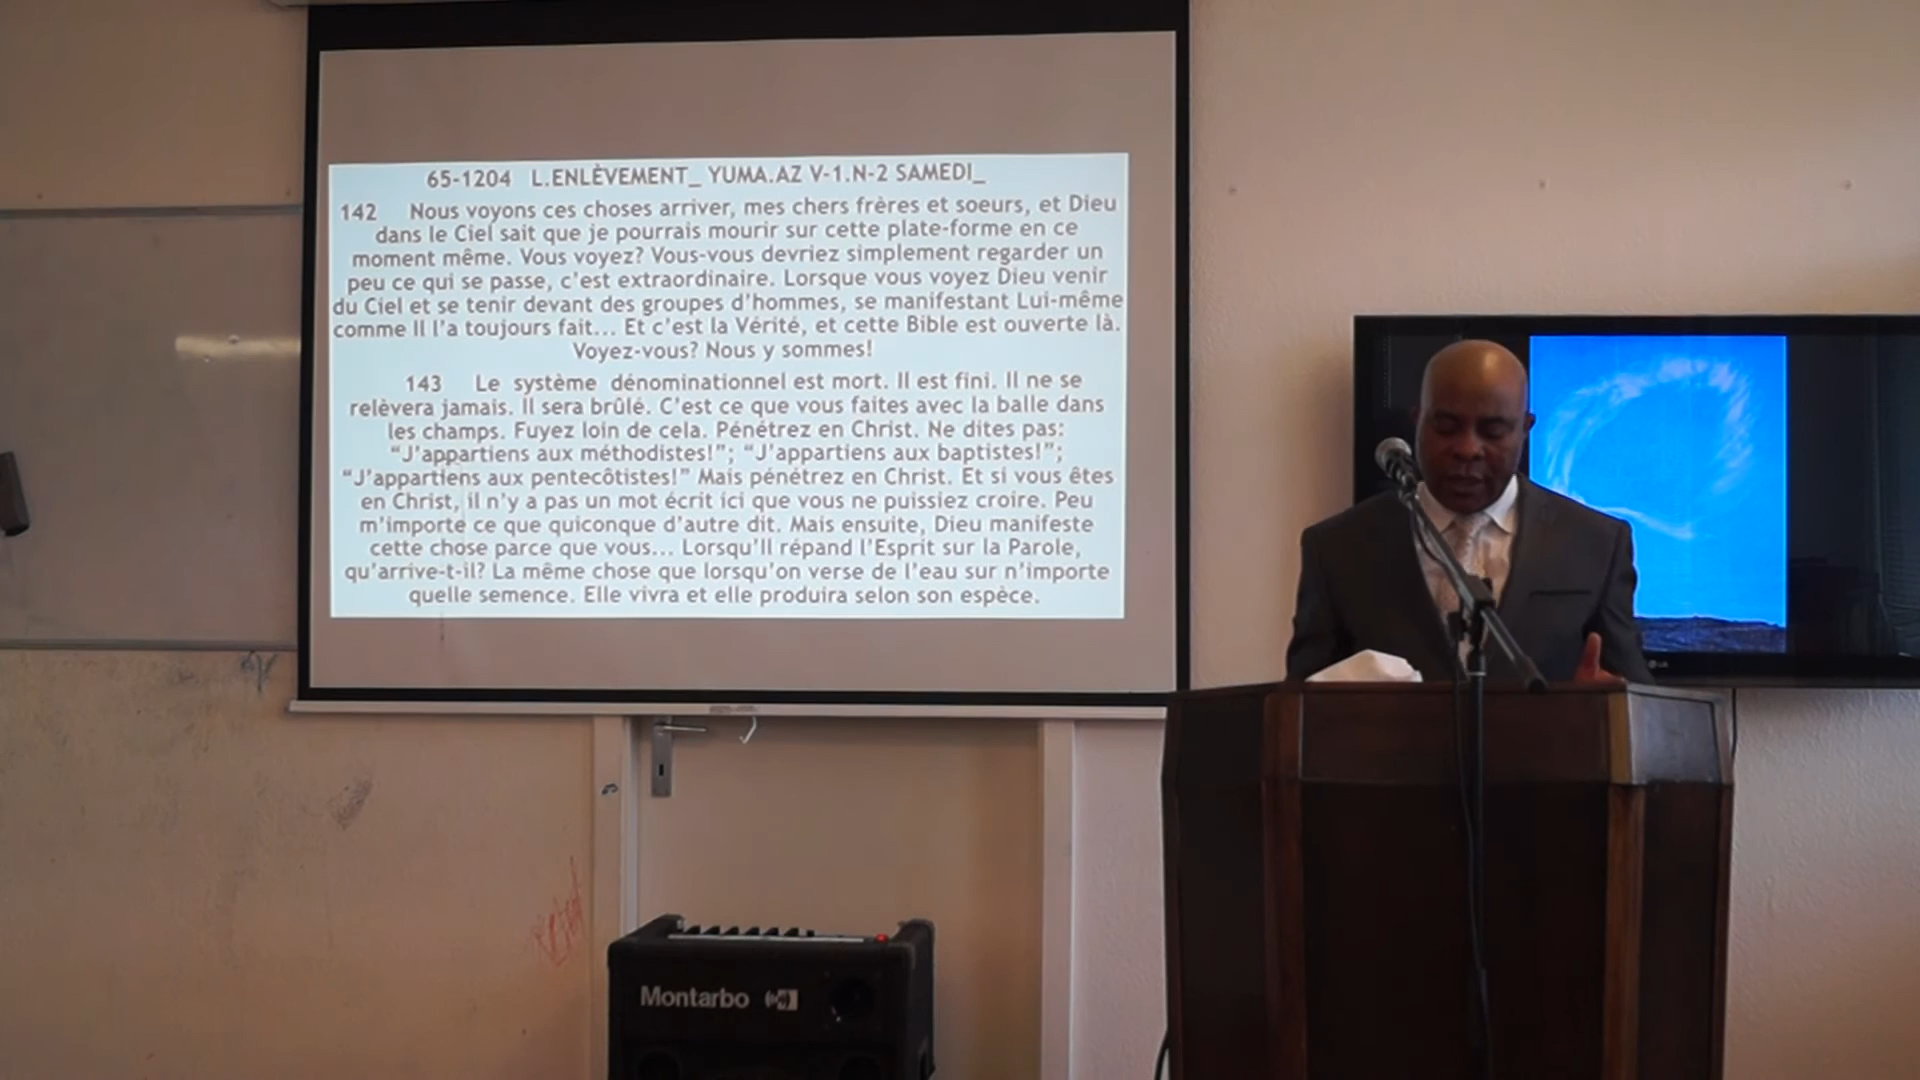 65-1204 L.ENLÈVEMENT_ YUMA.AZ V-1.N-2 SAMEDI_
142 Nous voyons ces choses arriver, mes chers frères et soeurs, et Dieu
dans le Ciel sait que je pourrais mourir sur cette plate-forme en ce
moment même. Vous voyez? Vous-vous devriez simplement regarder un
peu ce qui se passe, c’est extraordinaire. Lorsque vous voyez Dieu venir
du Ciel et se tenir devant des groupes d’hommes, se manifestant Lui-même
comme Il l’a toujours fait... Et c’est la Vérité, et cette Bible est ouverte là.
Voyez-vous? Nous y sommes!
143 Le système dénominationnel est mort. Il est fini. Il ne se
relèvera jamais. Il sera brûlé. C’est ce que vous faites avec la balle dans
les champs. Fuyez loin de cela. Pénétrez en Christ. Ne dites pas:
“J’appartiens aux méthodistes!”; “J’appartiens aux baptistes!”;
“J’appartiens aux pentecôtistes!” Mais pénétrez en Christ. Et si vous êtes
en Christ, il n’y a pas un mot écrit ici que vous ne puissiez croire. Peu
m’importe ce que quiconque d’autre dit. Mais ensuite, Dieu manifeste
cette chose parce que vous... Lorsqu’Il répand l’Esprit sur la Parole,
qu’arrive-t-il? La même chose que lorsqu’on verse de l’eau sur n’importe
quelle semence. Elle vivra et elle produira selon son espèce.
LG
Montarbo